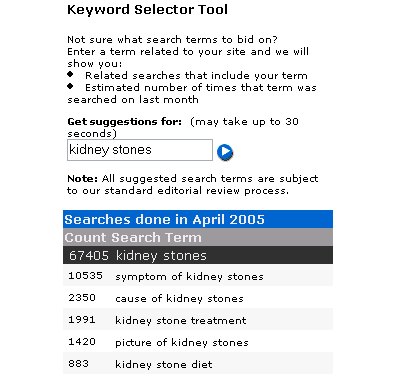 Keyword Selector Tool
Not sure what search terms to bid on?
Enter a term related to your site and we will
show you:
• Related searches that include your term
• Estimated number of times that term was
searched on last month
Get suggestions for: (may take up to 30
seconds)
kidney stones
Note: All suggested search terms are subject
to our standard editorial review process.
Searches done in April 2005
Count Search Term
67405 kidney stones
10535 symptom of kidney stones
2350 cause of kidney stones
1991 kidney stone treatment
1420 picture of kidney stones
883 kidney stone diet